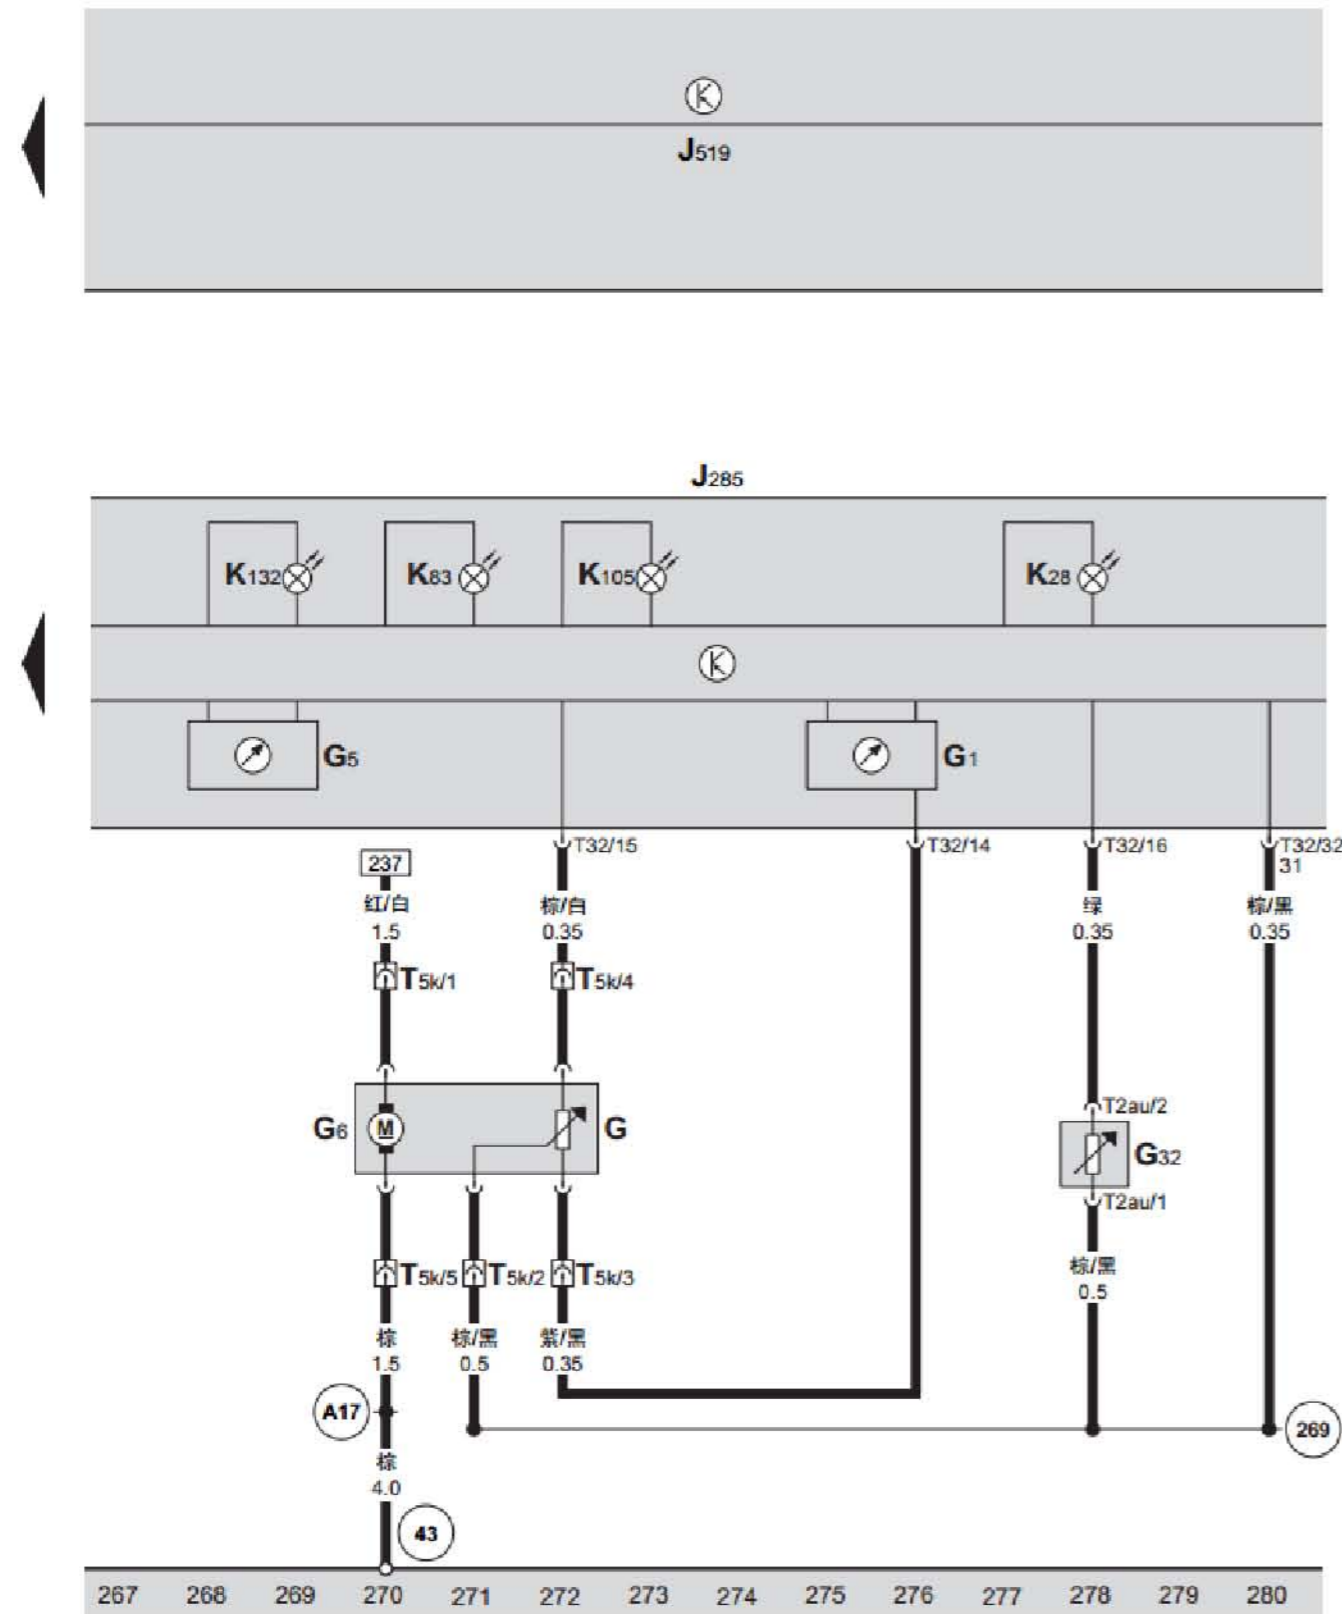 J519
J285
K132 K83 K105 K28
G5 G1
T32/15 T32/14 T32/16 T32/32
31
237
红/白 棕/白 绿 棕/黑
1.5 0.35 0.35 0.35
T5k/1 T5k/4
T2au/2
G6 M G G32
T2au/1
棕/黑
0.5
T5k/5 T5k/2 T5k/3
棕 棕/黑 紫/黑
1.5 0.5 0.35
A17 269
棕
4.0
43
267 268 269 270 271 272 273 274 275 276 277 278 279 280